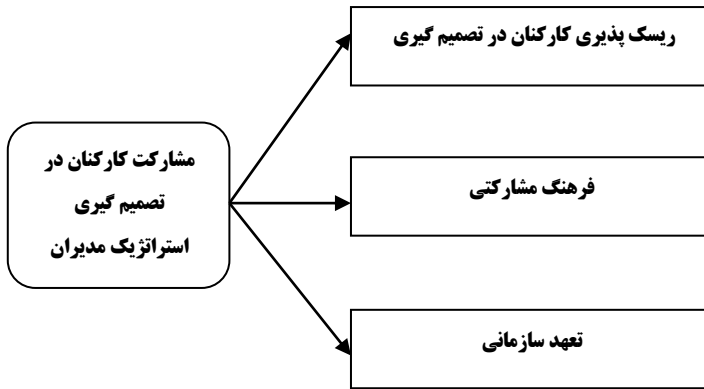 ریسک پذیری کارکنان در تصمیم گیری
مشارکت کارکنان در
تصمیم گیری
استراتژیک مدیران
فرهنگ مشارکتی
تعهد سازمانی